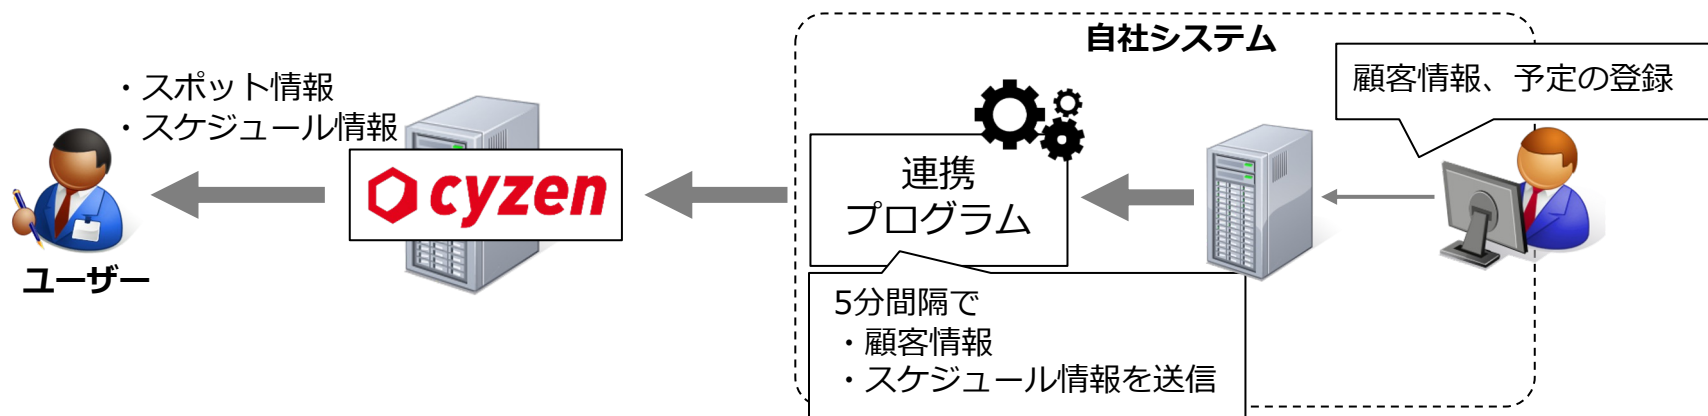 自社システム
顧客情報、予定の登録
・スポット情報
・スケジュール情報
cyzen
連携
プログラム
ユーザー
5分間隔で
・顧客情報
・スケジュール情報を送信